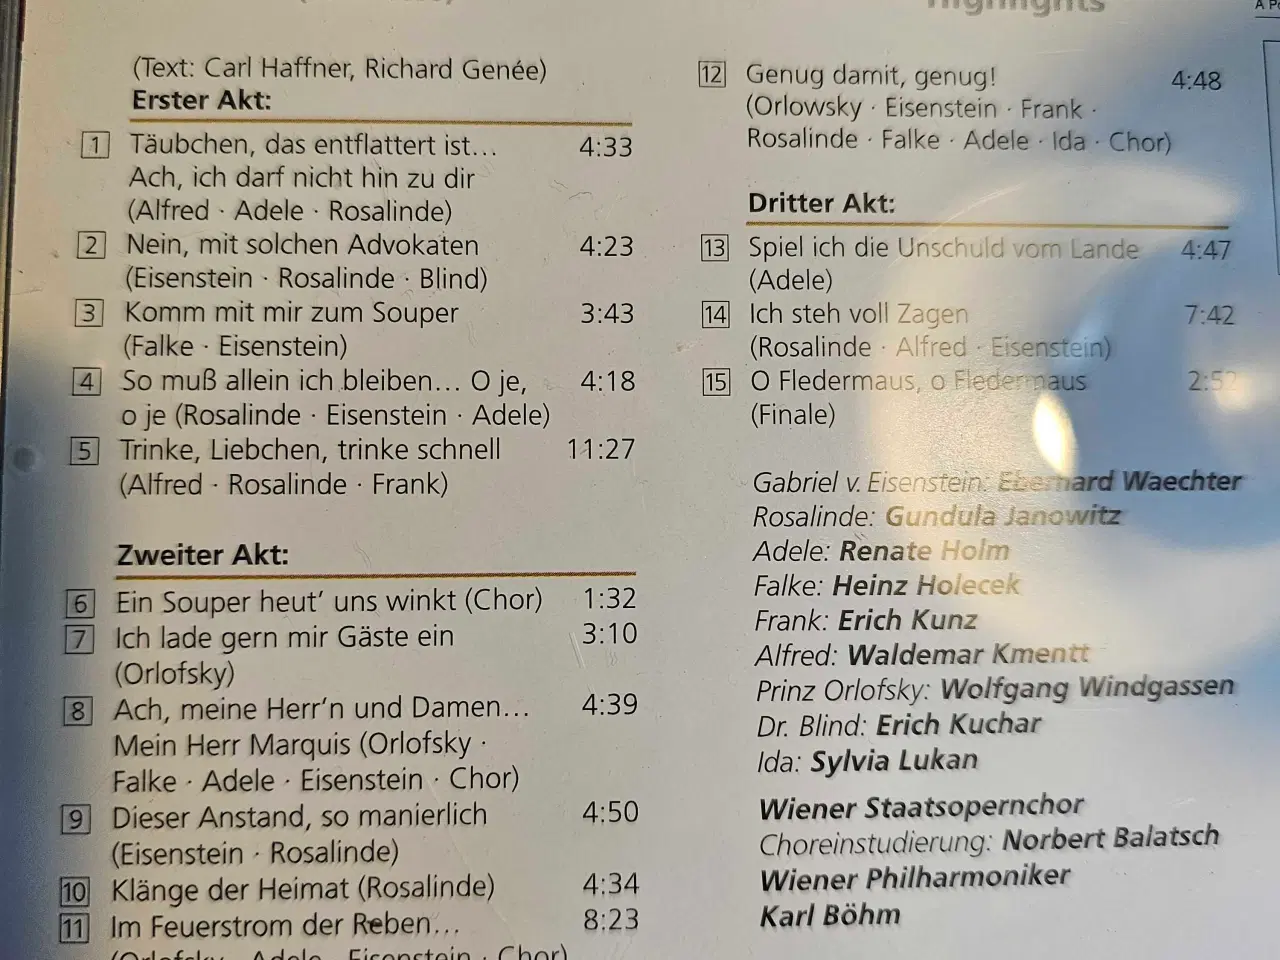 Highlights
A P
(Text: Carl Haffner, Richard Genée)
Erster Akt:
1 Täubchen, das entflattert ist... 4:33
Ach, ich darf nicht hin zu dir
(Alfred · Adele · Rosalinde)
2 Nein, mit solchen Advokaten 4:23
(Eisenstein · Rosalinde · Blind)
3 Komm mit mir zum Souper 3:43
(Falke · Eisenstein)
4 So muß allein ich bleiben... O je, 4:18
o je (Rosalinde · Eisenstein · Adele)
5 Trinke, Liebchen, trinke schnell 11:27
(Alfred · Rosalinde · Frank)
Zweiter Akt:
6 Ein Souper heut' uns winkt (Chor) 1:32
7 Ich lade gern mir Gäste ein 3:10
(Orlofsky)
8 Ach, meine Herr'n und Damen... 4:39
Mein Herr Marquis (Orlofsky ·
Falke · Adele · Eisenstein · Chor)
9 Dieser Anstand, so manierlich 4:50
(Eisenstein · Rosalinde)
10 Klänge der Heimat (Rosalinde) 4:34
11 Im Feuerstrom der Reben... 8:23
(Orlofsky · Adele · Eisenstein · Chor)
12 Genug damit, genug! 4:48
(Orlowsky · Eisenstein · Frank ·
Rosalinde · Falke · Adele · Ida · Chor)
Dritter Akt:
13 Spiel ich die Unschuld vom Lande 4:47
(Adele)
14 Ich steh voll Zagen 7:42
(Rosalinde · Alfred · Eisenstein)
15 O Fledermaus, o Fledermaus 2:52
(Finale)
Gabriel v. Eisenstein: Eberhard Waechter
Rosalinde: Gundula Janowitz
Adele: Renate Holm
Falke: Heinz Holecek
Frank: Erich Kunz
Alfred: Waldemar Kmentt
Prinz Orlofsky: Wolfgang Windgassen
Dr. Blind: Erich Kuchar
Ida: Sylvia Lukan
Wiener Staatsopernchor
Choreinstudierung: Norbert Balatsch
Wiener Philharmoniker
Karl Böhm